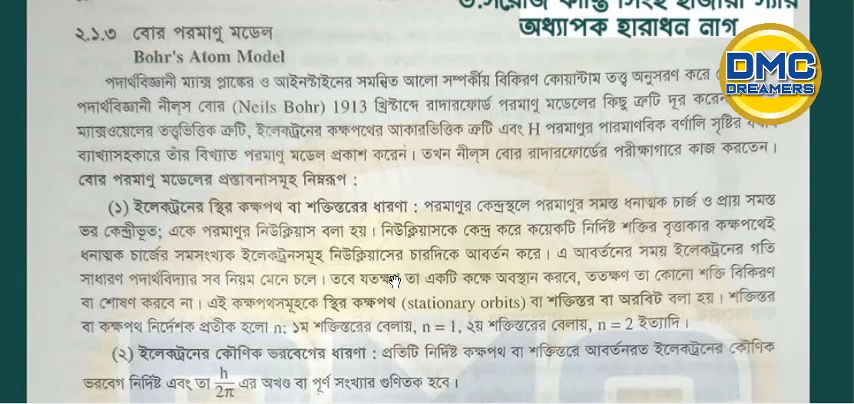 ড.সরোজ কান্তি সিংহ হাজারী স্যার
অধ্যাপক হারাধন নাগ
DMC
DREAMERS
২.১.৩ বোর পরমাণু মডেল
Bohr's Atom Model
পদার্থবিজ্ঞানী ম্যাক্স প্লাঙ্কের ও আইনস্টাইনের সমন্বিত আলো সম্পর্কীয় বিকিরণ কোয়ান্টাম তত্ত্ব অনুসরণ করে
পদার্থবিজ্ঞানী নীল্‌স বোর (Neils Bohr) 1913 খ্রিস্টাব্দে রাদারফোর্ড পরমাণু মডেলের কিছু ত্রুটি দূর করেন
ম্যাক্সওয়েলের তত্ত্বভিত্তিক ত্রুটি, ইলেকট্রনের কক্ষপথের আকারভিত্তিক ত্রুটি এবং H পরমাণুর পারমাণবিক বর্ণালি সৃষ্টির
ব্যাখ্যাসহকারে তাঁর বিখ্যাত পরমাণু মডেল প্রকাশ করেন। তখন নীল্‌স বোর রাদারফোর্ডের পরীক্ষাগারে কাজ করতেন।
বোর পরমাণু মডেলের প্রস্তাবনাসমূহ নিম্নরূপ :
(১) ইলেকট্রনের স্থির কক্ষপথ বা শক্তিস্তরের ধারণা : পরমাণুর কেন্দ্রস্থলে পরমাণুর সমস্ত ধনাত্মক চার্জ ও প্রায় সমস্ত
ভর কেন্দ্রীভূত; একে পরমাণুর নিউক্লিয়াস বলা হয়। নিউক্লিয়াসকে কেন্দ্র করে কয়েকটি নির্দিষ্ট শক্তির বৃত্তাকার কক্ষপথেই
ধনাত্মক চার্জের সমসংখ্যক ইলেকট্রনসমূহ নিউক্লিয়াসের চারদিকে আবর্তন করে। এ আবর্তনের সময় ইলেকট্রনের গতি
সাধারণ পদার্থবিদ্যার সব নিয়ম মেনে চলে। তবে যতক্ষণ তা একটি কক্ষে অবস্থান করবে, ততক্ষণ তা কোনো শক্তি বিকিরণ
বা শোষণ করবে না। এই কক্ষপথসমূহকে স্থির কক্ষপথ (stationary orbits) বা শক্তিস্তর বা অরবিট বলা হয়। শক্তিস্তর
বা কক্ষপথ নির্দেশক প্রতীক হলো n; ১ম শক্তিস্তরের বেলায়, n = 1, ২য় শক্তিস্তরের বেলায়, n = 2 ইত্যাদি।
(২) ইলেকট্রনের কৌণিক ভরবেগের ধারণা : প্রতিটি নির্দিষ্ট কক্ষপথ বা শক্তিস্তরে আবর্তনরত ইলেকট্রনের কৌণিক
ভরবেগ নির্দিষ্ট এবং তা h/2π এর অখণ্ড বা পূর্ণ সংখ্যার গুণিতক হবে।